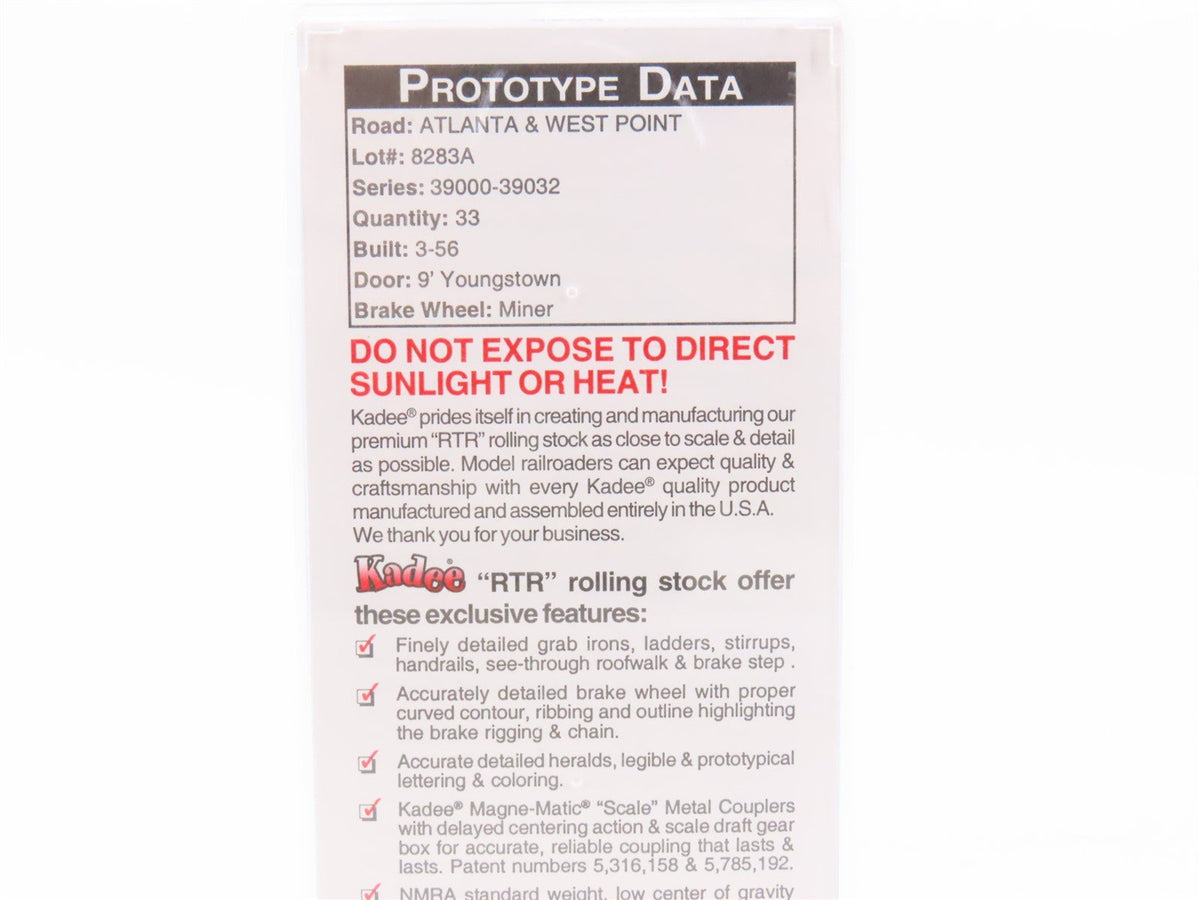 PROTOTYPE DATA
Road: ATLANTA & WEST POINT
Lot#: 8283A
Series: 39000-39032
Quantity: 33
Built: 3-56
Door: 9' Youngstown
Brake Wheel: Miner
DO NOT EXPOSE TO DIRECT
SUNLIGHT OR HEAT!
Kadee® prides itself in creating and manufacturing our
premium “RTR” rolling stock as close to scale & detail
as possible. Model railroaders can expect quality &
craftsmanship with every Kadee® quality product
manufactured and assembled entirely in the U.S.A.
We thank you for your business.
Kadee® “RTR” rolling stock offer
these exclusive features:
Finely detailed grab irons, ladders, stirrups,
handrails, see-through roofwalk & brake step .
Accurately detailed brake wheel with proper
curved contour, ribbing and outline highlighting
the brake rigging & chain.
Accurate detailed heralds, legible & prototypical
lettering & coloring.
Kadee® Magne-Matic® “Scale” Metal Couplers
with delayed centering action & scale draft gear
box for accurate, reliable coupling that lasts &
lasts. Patent numbers 5,316,158 & 5,785,192.
NMRA standard weight, low center of gravity